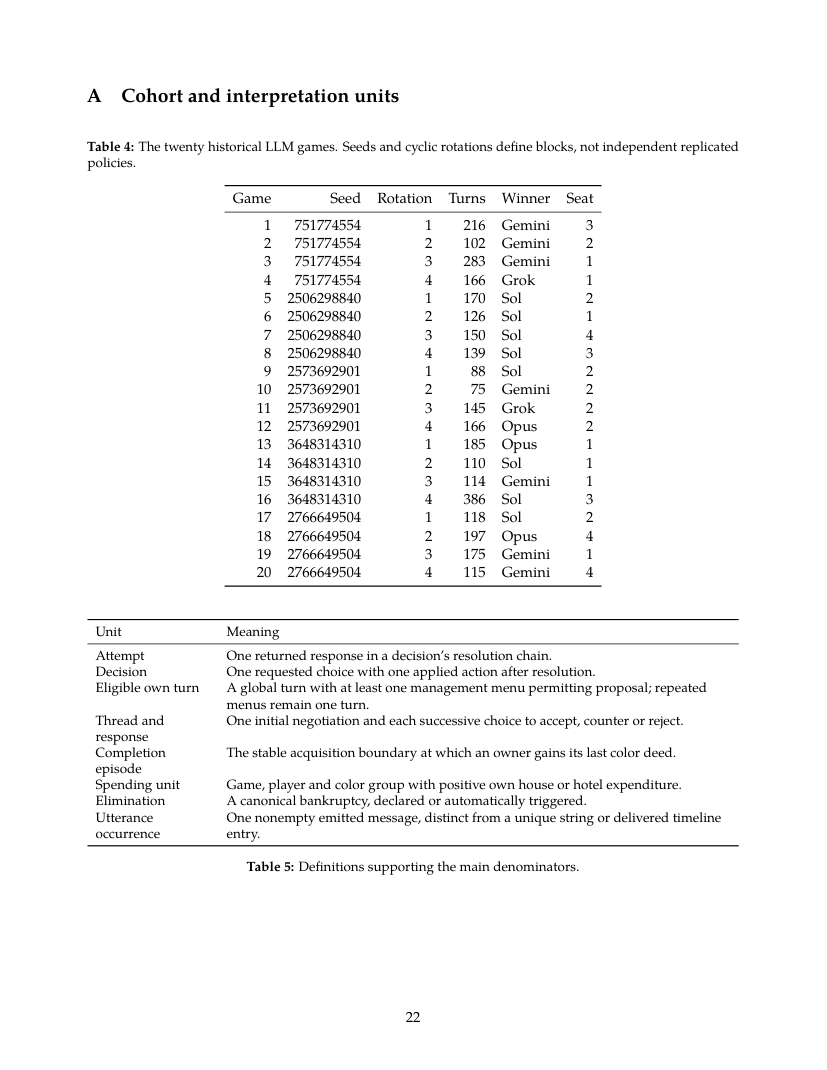 A Cohort and interpretation units
Table 4: The twenty historical LLM games. Seeds and cyclic rotations define blocks, not independent replicated
policies.
Game Seed Rotation Turns Winner Seat
1 751774554 1 216 Gemini 3
2 751774554 2 102 Gemini 2
3 751774554 3 283 Gemini 1
4 751774554 4 166 Grok 1
5 2506298840 1 170 Sol 2
6 2506298840 2 126 Sol 1
7 2506298840 3 150 Sol 4
8 2506298840 4 139 Sol 3
9 2573692901 1 88 Sol 2
10 2573692901 2 75 Gemini 2
11 2573692901 3 145 Grok 2
12 2573692901 4 166 Opus 2
13 3648314310 1 185 Opus 1
14 3648314310 2 110 Sol 1
15 3648314310 3 114 Gemini 1
16 3648314310 4 386 Sol 3
17 2766649504 1 118 Sol 2
18 2766649504 2 197 Opus 4
19 2766649504 3 175 Gemini 1
20 2766649504 4 115 Gemini 4
Unit Meaning
Attempt One returned response in a decision's resolution chain.
Decision One requested choice with one applied action after resolution.
Eligible own turn A global turn with at least one management menu permitting proposal; repeated
menus remain one turn.
Thread and One initial negotiation and each successive choice to accept, counter or reject.
response
Completion The stable acquisition boundary at which an owner gains its last color deed.
episode
Spending unit Game, player and color group with positive own house or hotel expenditure.
Elimination A canonical bankruptcy, declared or automatically triggered.
Utterance One nonempty emitted message, distinct from a unique string or delivered timeline
occurrence entry.
Table 5: Definitions supporting the main denominators.
22